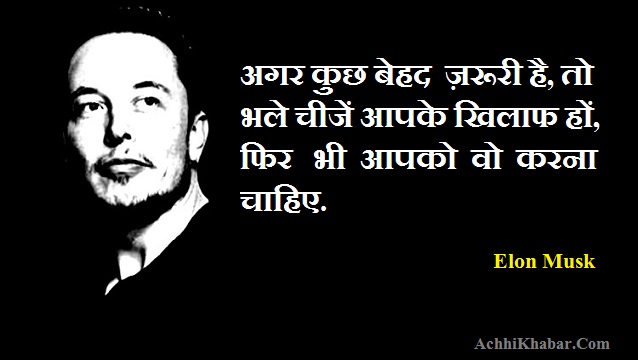 अगर कुछ बेहद ज़रूरी है, तो
भले चीजें आपके खिलाफ हों,
फिर भी आपको वो करना
चाहिए.
Elon Musk
AchhiKhabar.Com